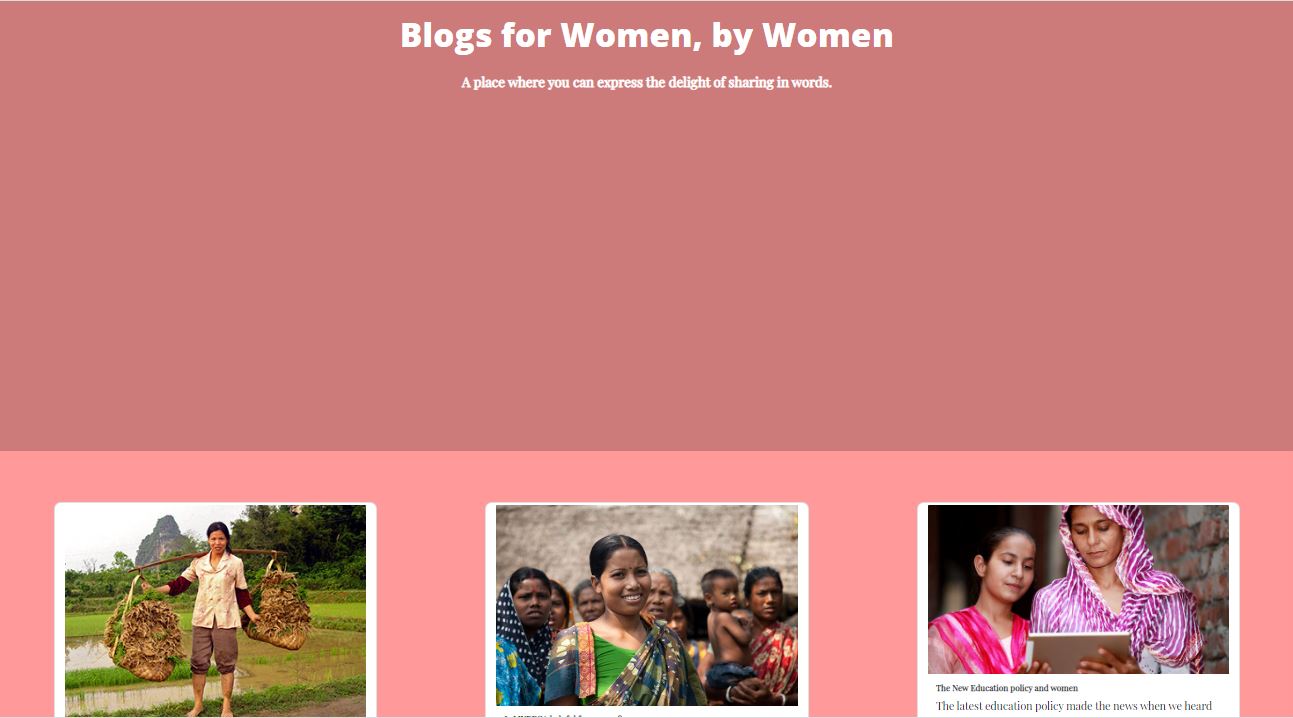 Blogs for Women, by Women
A place where you can express the delight of sharing in words.
The New Education policy and women
The latest education policy made the news when we heard